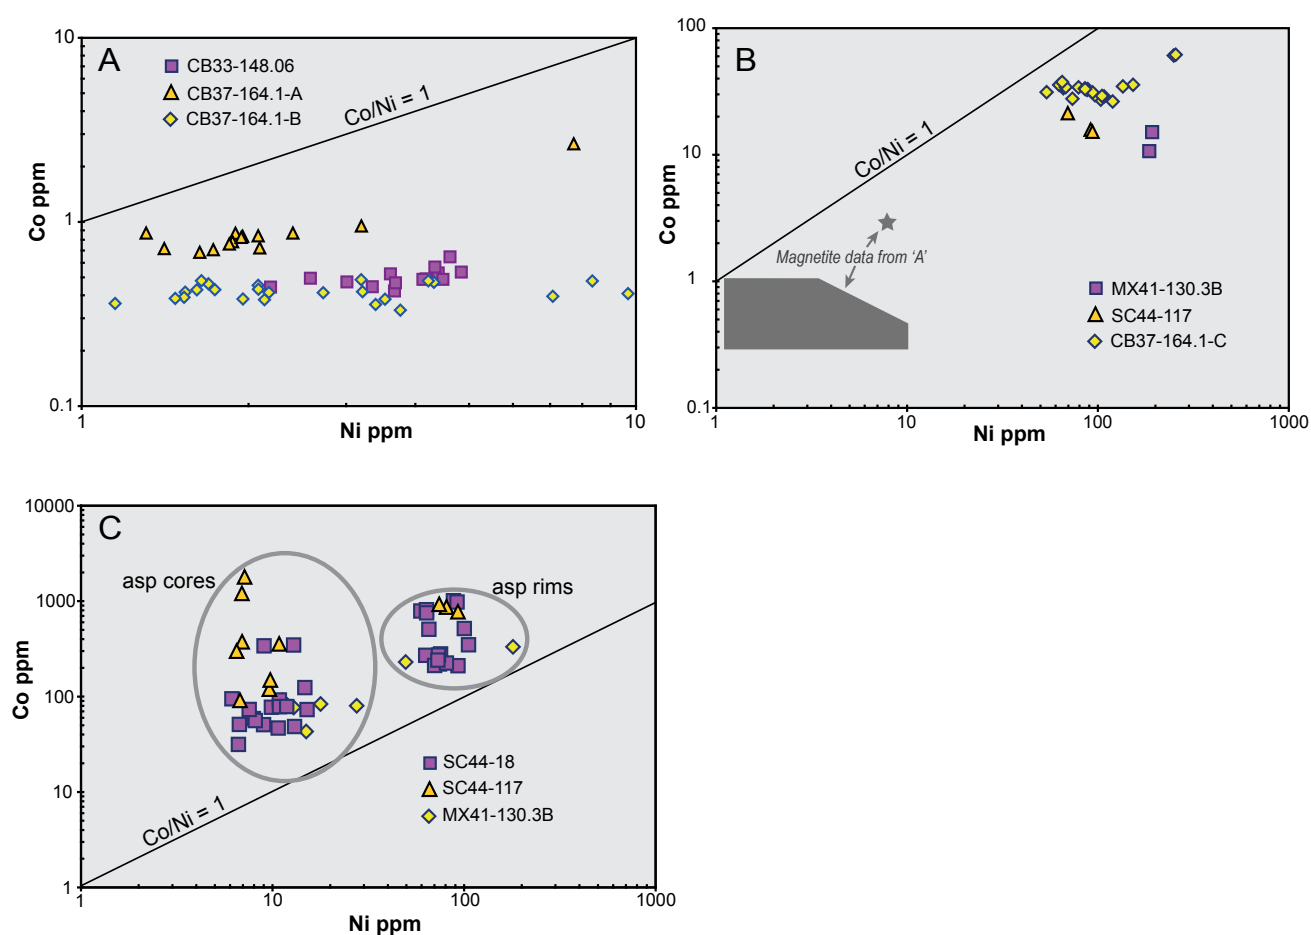 A
CB33-148.06
CB37-164.1-A
CB37-164.1-B
Co/Ni = 1
10
1
0.1
1
10
Co ppm
Ni ppm
B
Co/Ni = 1
Magnetite data from ‘A’
MX41-130.3B
SC44-117
CB37-164.1-C
100
10
1
0.1
1
10
100
1000
Co ppm
Ni ppm
C
asp cores
asp rims
Co/Ni = 1
SC44-18
SC44-117
MX41-130.3B
10000
1000
100
10
1
1
10
100
1000
Co ppm
Ni ppm